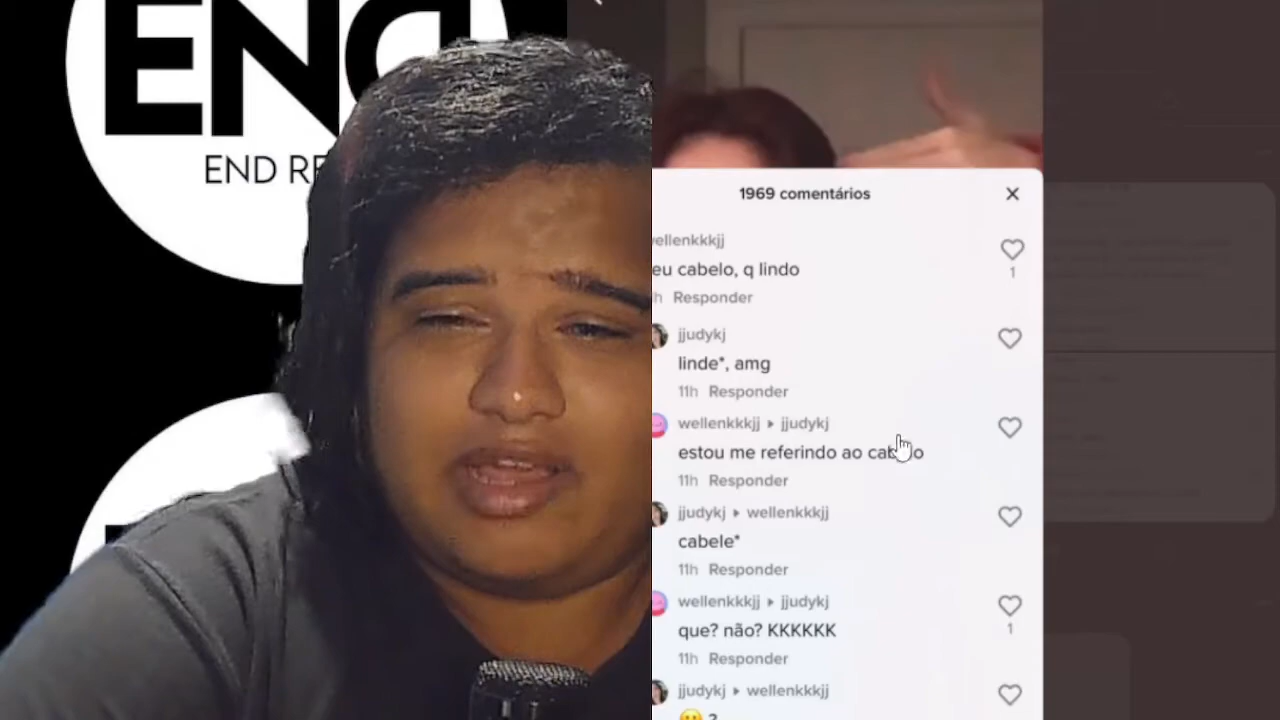 END
END RE
1969 comentários
wellenkkkjj
eu cabelo, q lindo
h Responder
1
jjudykj
linde*, amg
11h Responder
wellenkkkjj jjudykj
estou me referindo ao cabelo
11h Responder
jjudykj wellenkkkjj
cabele*
11h Responder
wellenkkkjj jjudykj
que? não? KKKKKK
1
11h Responder
jjudykj wellenkkkjj
?